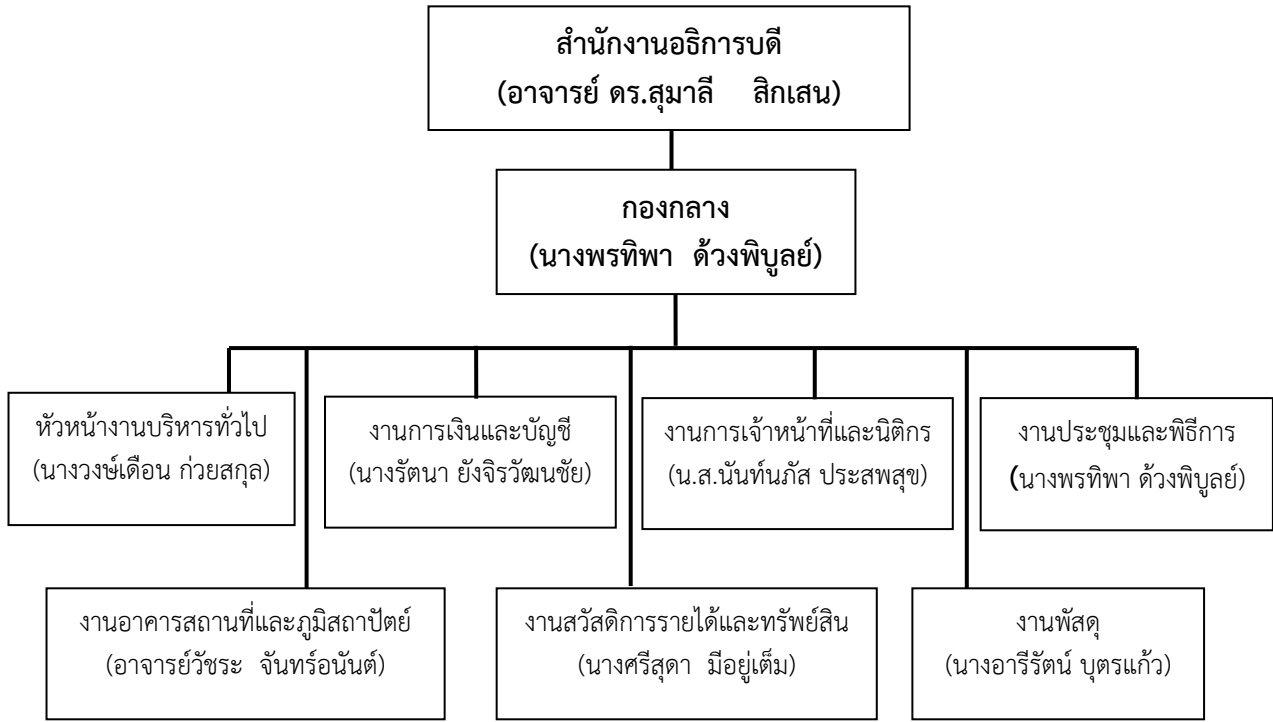 สำนักงานอธิการบดี
(อาจารย์ ดร.สุมาลี สิกเสน)
กองกลาง
(นางพรทิพา ด้วงพิบูลย์)
หัวหน้างานบริหารทั่วไป
(นางวงษ์เดือน ก่วยสกุล)
งานการเงินและบัญชี
(นางรัตนา ยังจิรวัฒนชัย)
งานการเจ้าหน้าที่และนิติกร
(น.ส.นันท์นภัส ประสพสุข)
งานประชุมและพิธีการ
(นางพรทิพา ด้วงพิบูลย์)
งานอาคารสถานที่และภูมิสถาปัตย์
(อาจารย์วัชระ จันทร์อนันต์)
งานสวัสดิการรายได้และทรัพย์สิน
(นางศรีสุดา มีอยู่เต็ม)
งานพัสดุ
(นางอารีรัตน์ บุตรแก้ว)